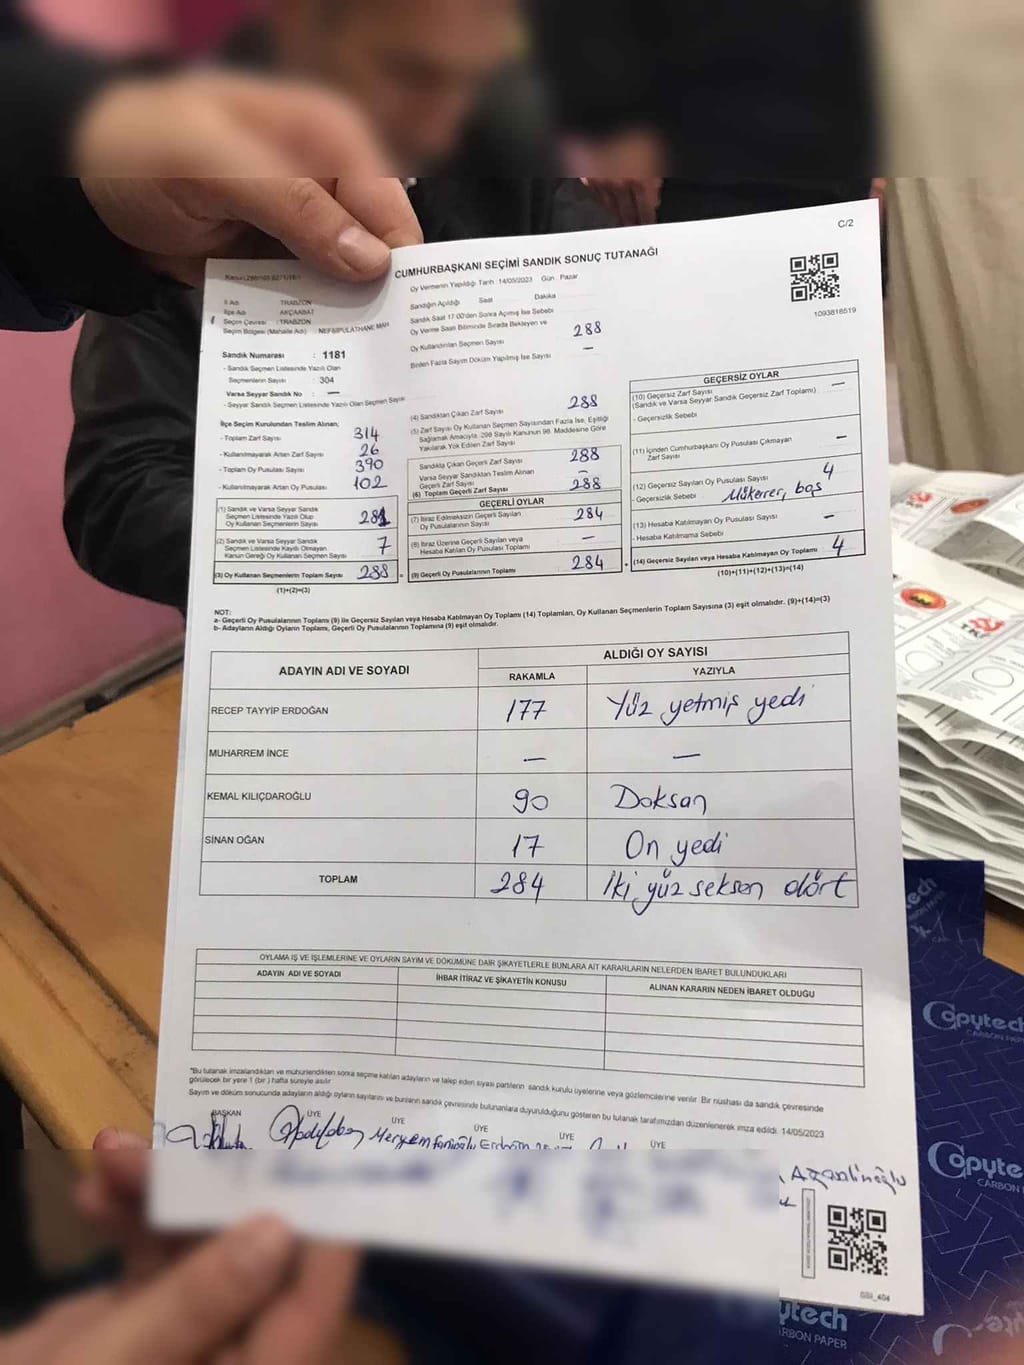 C/2
CUMHURBAŞKANI SEÇİMİ SANDIK SONUÇ TUTANAĞI
Oy Vermenin Yapıldığı Tarih :14/05/2023 Gün : Pazar
1093818519
İl Adı : TRABZON
İlçe Adı : AKÇAABAT
Seçim Çevresi : TRABZON
Seçim Bölgesi (Mahalle Adı) :
Sandık Numarası : 1181
- Sandık Seçmen Listesinde Yazılı Olan
Seçmenlerin Sayısı : 304
Varsa Seyyar Sandık No : —
- Seyyar Sandık Seçmen Listesinde Yazılı Olan Seçmen Sayısı
Sandığın Açıldığı Saat Dakika
Sandık Saat 17:00'den Sonra Açımış İse Sebebi
Oy Verme Saati Bitiminde Sırada Bekleyen ve
Oy Kullandırılan Seçmen Sayısı 288
Birden Fazla Sayım Döküm Yapılmış İse Sayısı —
İlçe Seçim Kurulundan Teslim Alınan;
- Toplam Zarf Sayısı 314
- Kullanılmayarak Artan Zarf Sayısı 26
- Toplam Oy Pusulası Sayısı 390
- Kullanılmayarak Artan Oy Pusulası 102
(1) Sandık ve Varsa Seyyar Sandık
Seçmen Listesinde Yazılı Olup
Oy Kullanan Seçmenlerin Sayısı 281
(2) Sandık ve Varsa Seyyar Sandık
Seçmen Listesinde Kayıtlı Olmayan
Kanun Gereği Oy Kullanan Seçmen Sayısı 7
(3) Oy Kullanan Seçmenlerin Toplam Sayısı 288 =
(1)+(2)=(3)
(4) Sandıktan Çıkan Zarf Sayısı 288
(5) Zarf Sayısı Oy Kullanan Seçmen Sayısından Fazla İse, Eşitliği
Sağlamak Amacıyla, 298 Sayılı Kanunun 98. Maddesine Göre
Yakılarak Yok Edilen Zarf Sayısı
Sandıkta Çıkan Geçerli Zarf Sayısı 288
Varsa Seyyar Sandıktan Teslim Alınan
Geçerli Zarf Sayısı —
(6) Toplam Geçerli Zarf Sayısı 288
GEÇERLİ OYLAR
(7) İtiraz Edilmeksizin Geçerli Sayılan
Oy Pusulalarının Sayısı 284
(8) İtiraz Üzerine Geçerli Sayılan veya
Hesaba Katılan Oy Pusulası Toplamı —
(9) Geçerli Oy Pusulalarının Toplamı 284 +
GEÇERSİZ OYLAR
(10) Geçersiz Zarf Sayısı —
(Sandık ve Varsa Seyyar Sandık Geçersiz Zarf Toplamı)
- Geçersizlik Sebebi
(11) İçinden Cumhurbaşkanı Oy Pusulası Çıkmayan
Zarf Sayısı —
(12) Geçersiz Sayılan Oy Pusulası Sayısı 4
- Geçersizlik Sebebi Mükerrer, boş
(13) Hesaba Katılmayan Oy Pusulası Sayısı —
- Hesaba Katılmama Sebebi
(14) Geçersiz Sayılan veya Hesaba Katılmayan Oy Toplamı 4
(10)+(11)+(12)+(13)=(14)
NOT:
a- Geçerli Oy Pusulalarının Toplamı (9) ile Geçersiz Sayılan veya Hesaba Katılmayan Oy Toplamı (14) Toplamları, Oy Kullanan Seçmenlerin Toplam Sayısına (3) eşit olmalıdır. (9)+(14)=(3)
b- Adayların Aldığı Oyların Toplamı, Geçerli Oy Pusulalarının Toplamına (9) eşit olmalıdır.
ADAYIN ADI VE SOYADI
ALDIĞI OY SAYISI
RAKAMLA YAZIYLA
RECEP TAYYİP ERDOĞAN 177 Yüz yetmiş yedi
MUHARREM İNCE — —
KEMAL KILIÇDAROĞLU 90 Doksan
SİNAN OĞAN 17 On yedi
TOPLAM 284 İki yüz seksen dört
OYLAMA İŞ VE İŞLEMLERİNE VE OYLARIN SAYIM VE DÖKÜMÜNE DAİR ŞİKAYETLERLE BUNLARA AİT KARARLARIN NELERDEN İBARET BULUNDUKLARI
ADAYIN ADI VE SOYADI İHBAR İTİRAZ VE ŞİKAYETİN KONUSU ALINAN KARARIN NEDEN İBARET OLDUĞU
*Bu tutanak imzalandıktan ve mühürlendikten sonra seçme katılan adayların ve talep eden siyasi partilerin sandık kurulu üyelerine veya gözlemcilerine verilir. Bir nüshası da sandık çevresinde
görülecek bir yere 1 (bir) hafta süreyle asılır
Sayım ve döküm sonucunda adayların aldığı oyların sayılarını ve bunların sandık çevresinde bulunanlara duyurulduğunu gösteren bu tutanak tarafımızdan düzenlenerek imza edildi. 14/05/2023
BAŞKAN ÜYE ÜYE ÜYE ÜYE ÜYE
Meryem
TKP
Copytech
CARBON PAPER
Copytech
CARBON